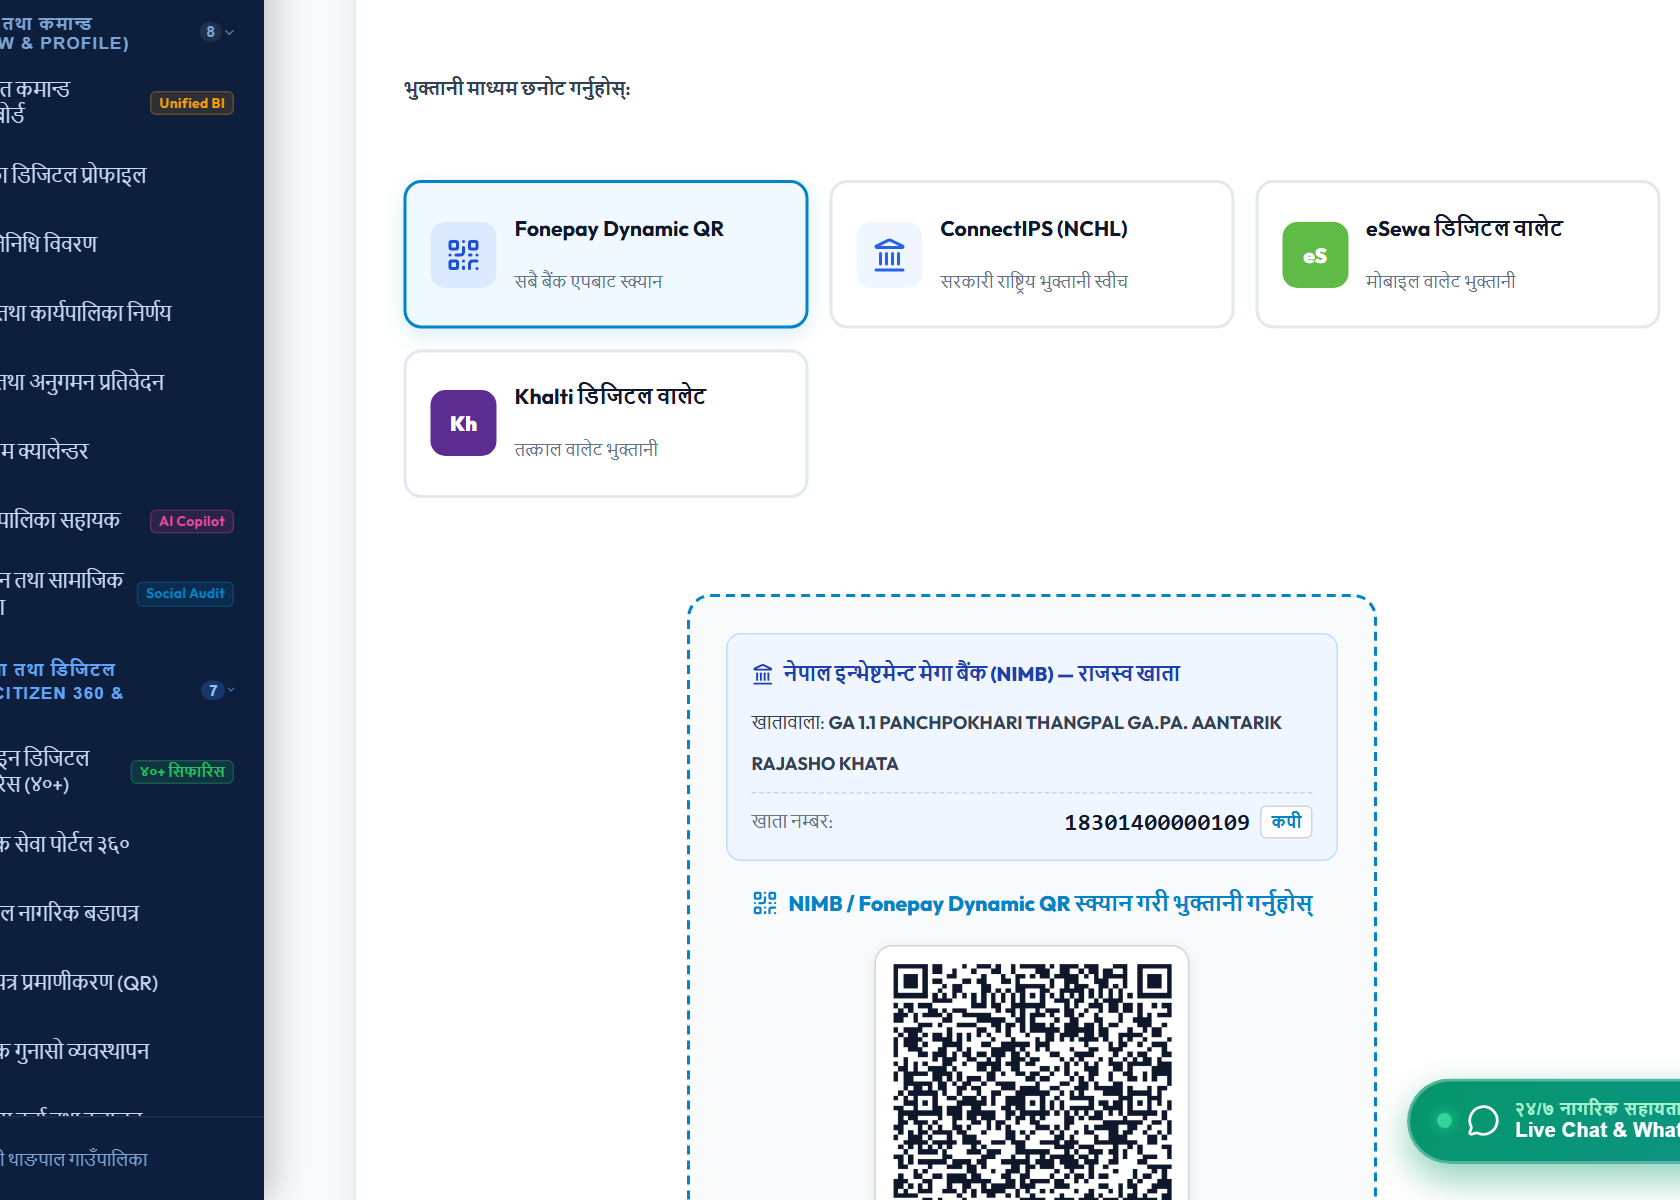 तथा कमाण्ड
W & PROFILE)
8
त कमाण्ड
बोर्ड
Unified BI
डिजिटल प्रोफाइल
विवरण
तथा कार्यपालिका निर्णय
तथा अनुगमन प्रतिवेदन
क्यालेन्डर
सहायक
AI Copilot
तथा सामाजिक
Social Audit
तथा डिजिटल
CITIZEN 360 &
7
डिजिटल
(४०+)
४०+ सिफारिस
सेवा पोर्टल ३६०
नागरिक बडापत्र
प्रमाणीकरण (QR)
गुनासो व्यवस्थापन
थाङपाल गाउँपालिका
भुक्तानी माध्यम छनोट गर्नुहोस्:
Fonepay Dynamic QR
सबै बैंक एपबाट स्क्यान
ConnectIPS (NCHL)
सरकारी राष्ट्रिय भुक्तानी स्वीच
eS
eSewa डिजिटल वालेट
मोबाइल वालेट भुक्तानी
Kh
Khalti डिजिटल वालेट
तत्काल वालेट भुक्तानी
नेपाल इन्भेष्टमेन्ट मेगा बैंक (NIMB) — राजस्व खाता
खातावाला: GA 1.1 PANCHPOKHARI THANGPAL GA.PA. AANTARIK
RAJASHO KHATA
खाता नम्बर: 18301400000109 कपी
NIMB / Fonepay Dynamic QR स्क्यान गरी भुक्तानी गर्नुहोस्
२४/७ नागरिक सहायता
Live Chat & What